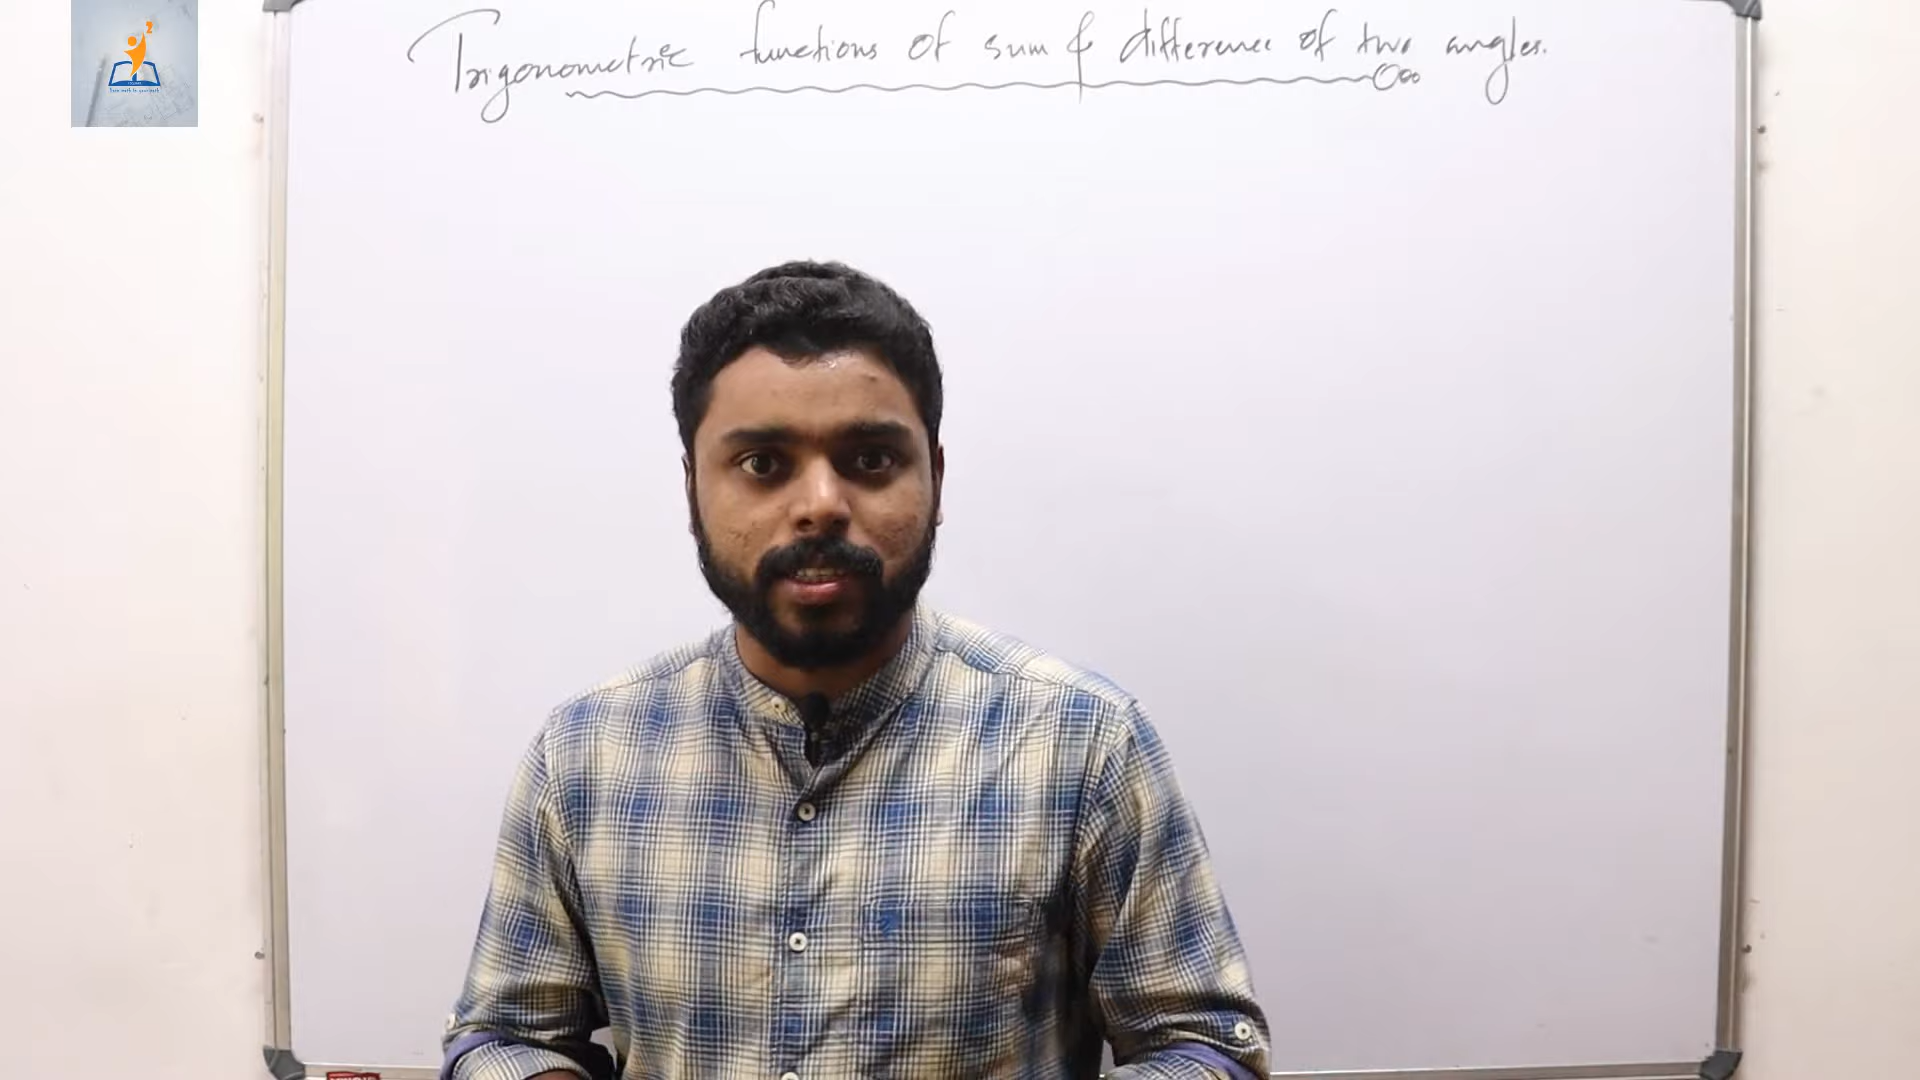 Trigonometric functions of sum & difference of two angles.